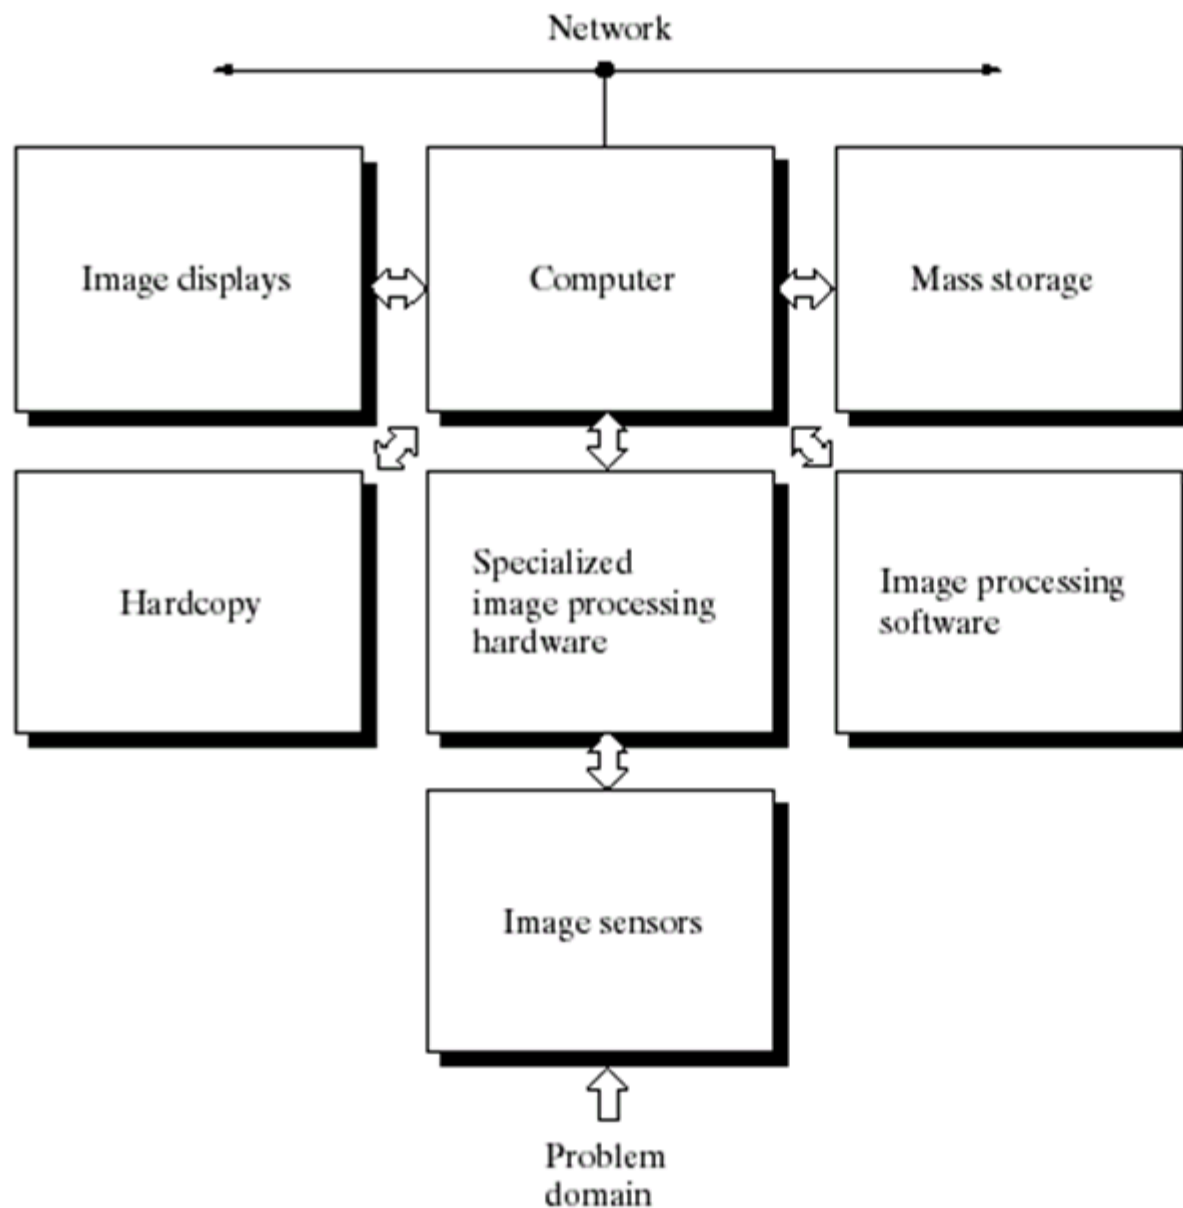 Network
Image displays
Computer
Mass storage
Hardcopy
Specialized
image processing
hardware
Image processing
software
Image sensors
Problem
domain